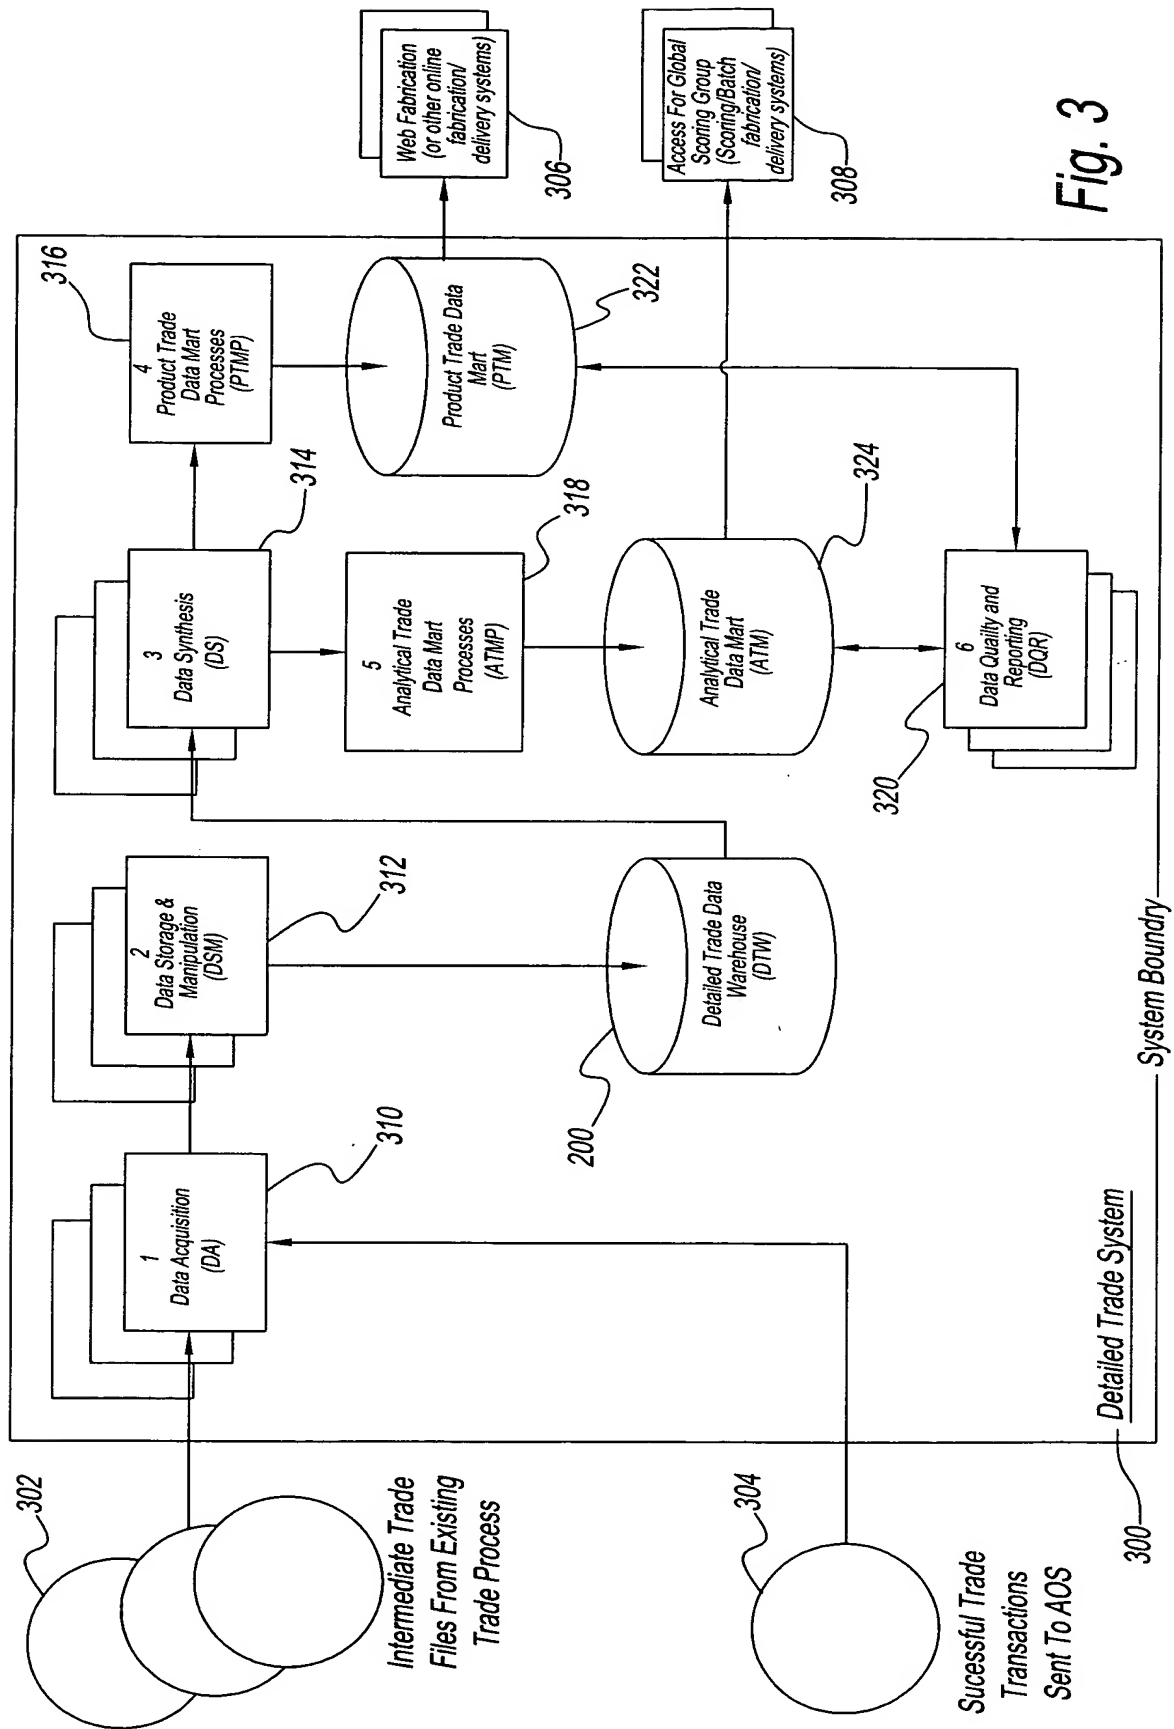 302
Intermediate Trade
Files From Existing
Trade Process
304
Sucessful Trade
Transactions
Sent To AOS
1
Data Acquisition
(DA)
310
2
Data Storage &
Manipulation
(DSM)
312
Detailed Trade Data
Warehouse
(DTW)
200
3
Data Synthesis
(DS)
314
4
Product Trade
Data Mart
Processes
(PTMP)
316
5
Analytical Trade
Data Mart
Processes
(ATMP)
318
Product Trade Data
Mart
(PTM)
322
Analytical Trade
Data Mart
(ATM)
324
6
Data Quailty and
Reporting
(DQR)
320
Web Fabrication
(or other online
fabrication/
delivery systems)
306
Access For Global
Scoring Group
(Scoring/Batch
fabrication/
delivery systems)
308
300
Detailed Trade System
System Boundry
Fig. 3